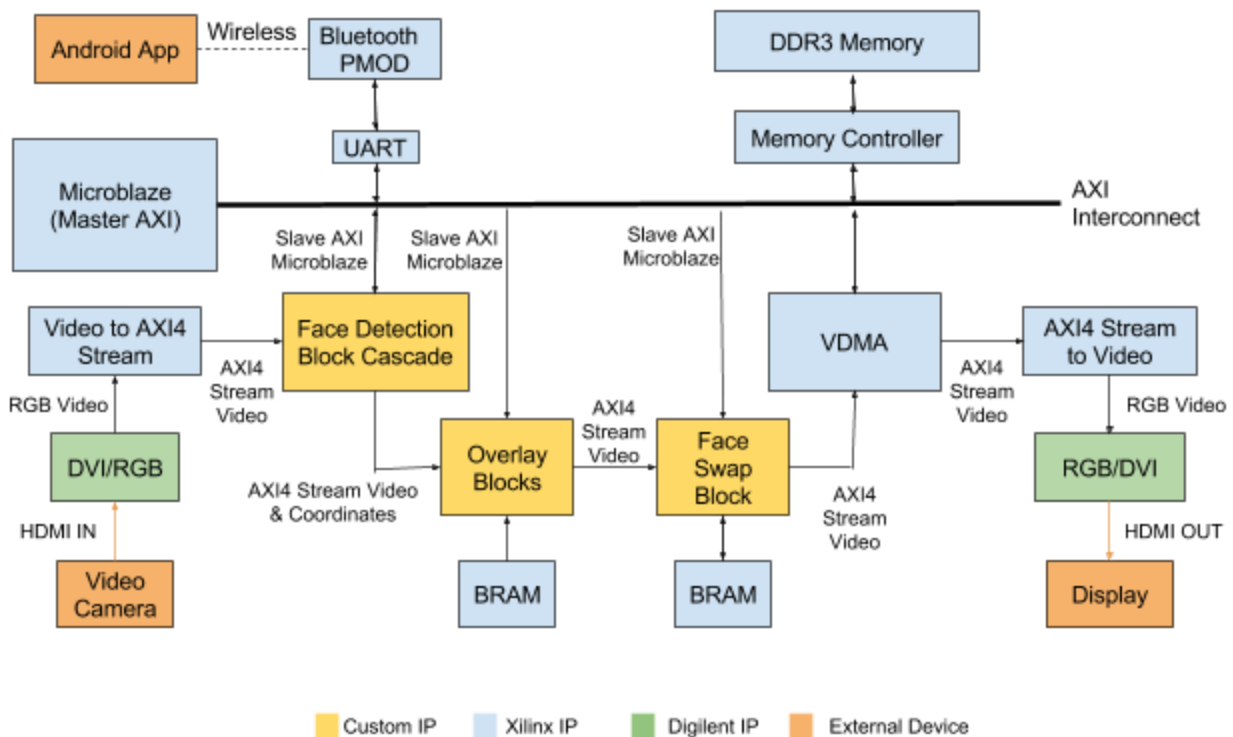 Android App
Wireless
Bluetooth
PMOD
DDR3 Memory
UART
Memory Controller
Microblaze
(Master AXI)
AXI
Interconnect
Slave AXI
Microblaze
Slave AXI
Microblaze
Slave AXI
Microblaze
Video to AXI4
Stream
AXI4
Stream
Video
Face Detection
Block Cascade
VDMA
AXI4
Stream
Video
AXI4 Stream
to Video
RGB Video
RGB Video
DVI/RGB
AXI4 Stream Video
& Coordinates
Overlay
Blocks
AXI4
Stream
Video
Face
Swap
Block
AXI4
Stream
Video
RGB/DVI
HDMI IN
HDMI OUT
Video
Camera
BRAM
BRAM
Display
Custom IP
Xilinx IP
Digilent IP
External Device